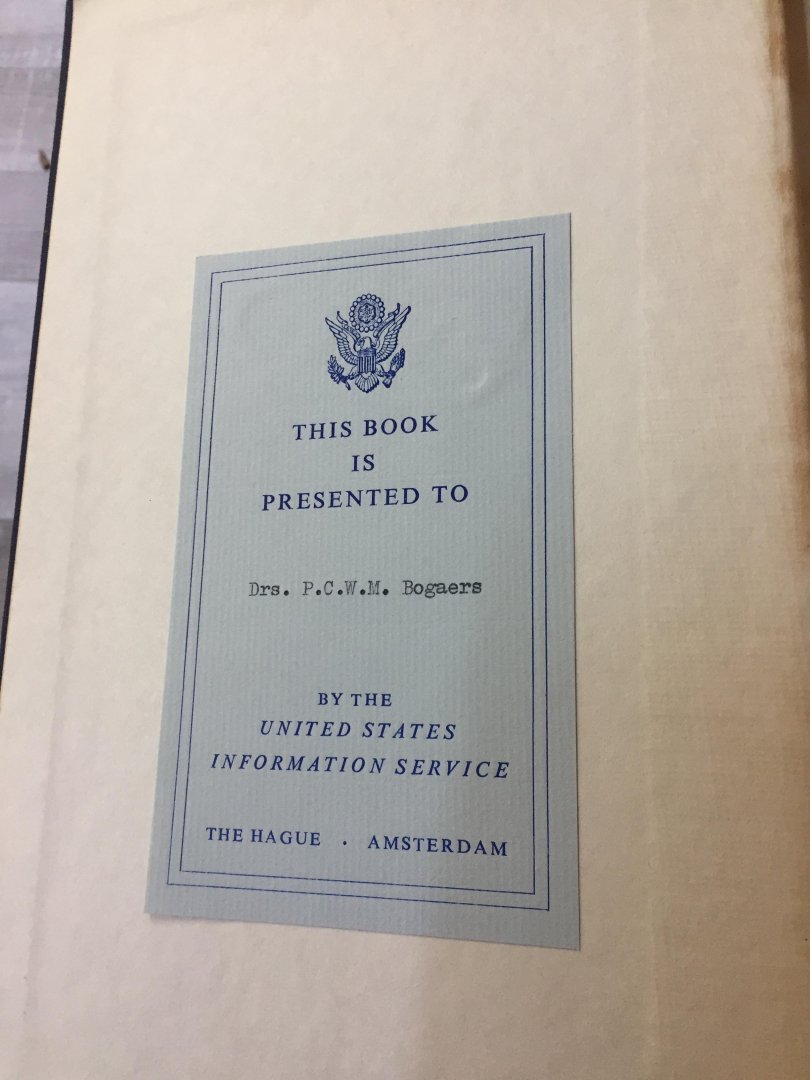 THIS BOOK
IS
PRESENTED TO
Drs. P.C.W.M. Bogaers
BY THE
UNITED STATES
INFORMATION SERVICE
THE HAGUE · AMSTERDAM